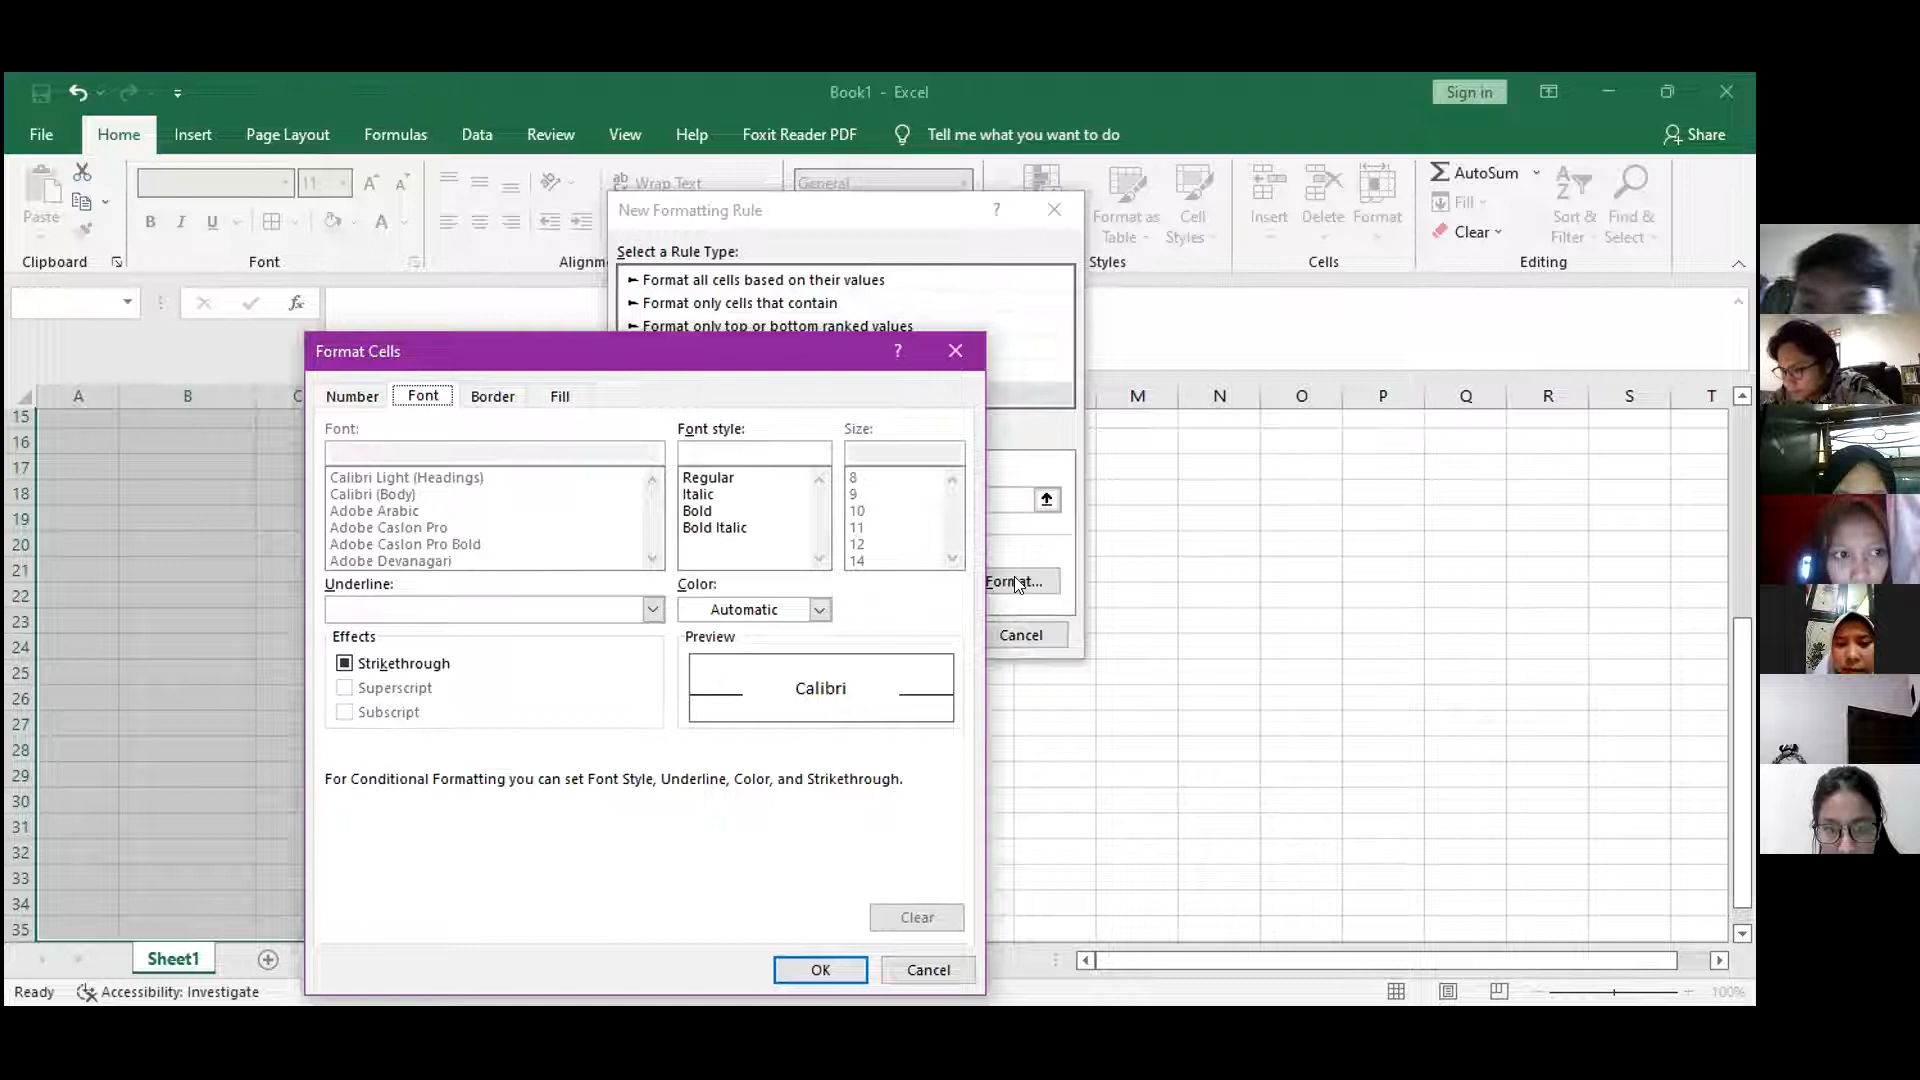 Book1 - Excel
Sign in
File Home Insert Page Layout Formulas Data Review View Help Foxit Reader PDF Tell me what you want to do Share
Paste
11
A A
B I U
ab Wrap Text
General
Format as Table
Cell Styles
Insert Delete Format
AutoSum
Fill
Clear
Sort & Filter
Find & Select
Clipboard Font Alignm Styles Cells Editing
fx
New Formatting Rule ?
Select a Rule Type:
► Format all cells based on their values
► Format only cells that contain
► Format only top or bottom ranked values
Format...
Cancel
Format Cells ?
Number Font Border Fill
Font: Font style: Size:
Calibri Light (Headings) Regular 8
Calibri (Body) Italic 9
Adobe Arabic Bold 10
Adobe Caslon Pro Bold Italic 11
Adobe Caslon Pro Bold 12
Adobe Devanagari 14
Underline: Color:
Automatic
Effects Preview
Strikethrough
Superscript
Subscript
Calibri
For Conditional Formatting you can set Font Style, Underline, Color, and Strikethrough.
Clear
OK Cancel
A B C M N O P Q R S T
15
16
17
18
19
20
21
22
23
24
25
26
27
28
29
30
31
32
33
34
35
Sheet1
Ready Accessibility: Investigate 100%